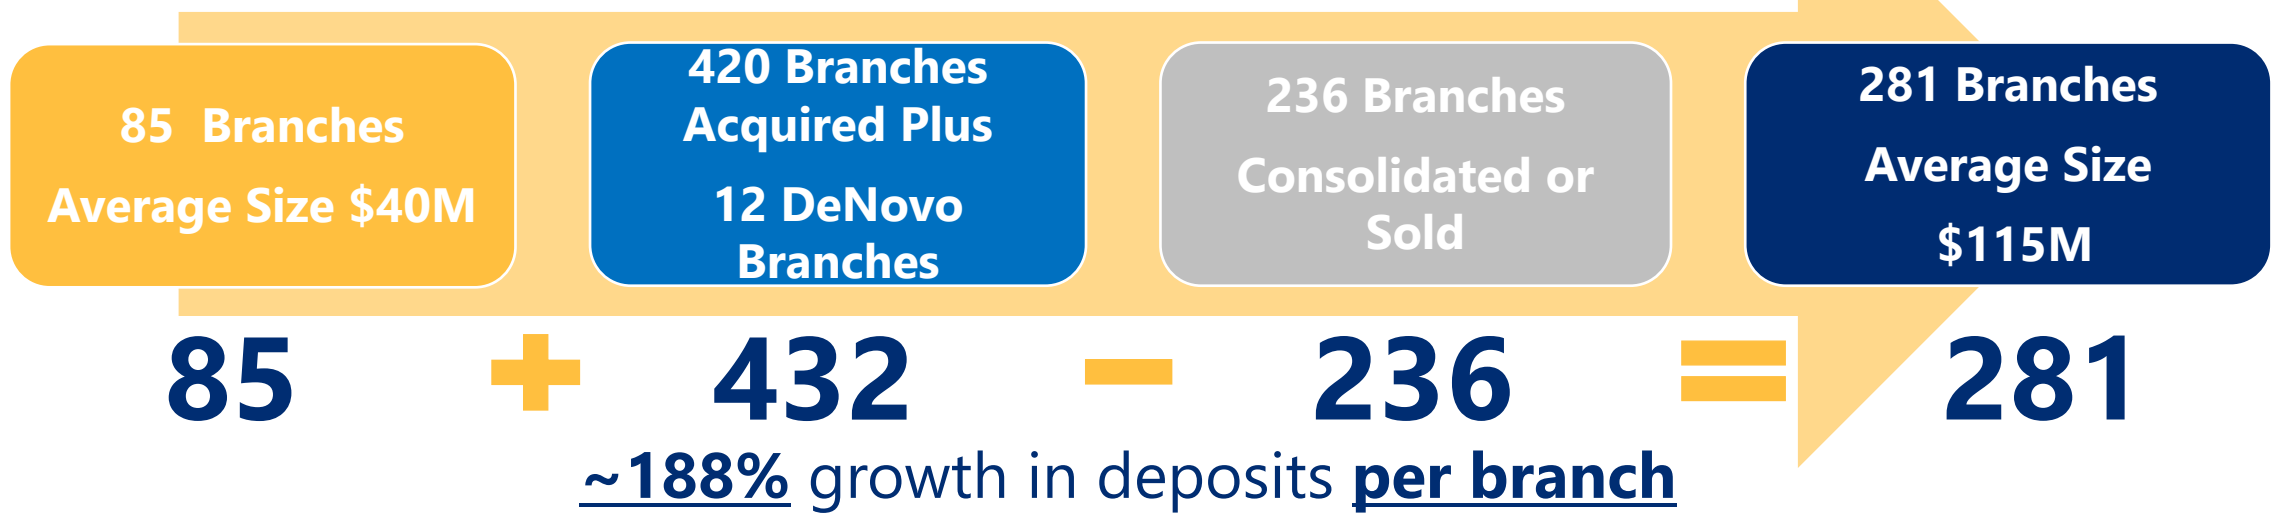 85  Branches
Average Size $40M
420 Branches
Acquired Plus
12 DeNovo
Branches
236 Branches
Consolidated or
Sold
281 Branches
Average Size
$115M
85 + 432 − 236 = 281
~188% growth in deposits per branch